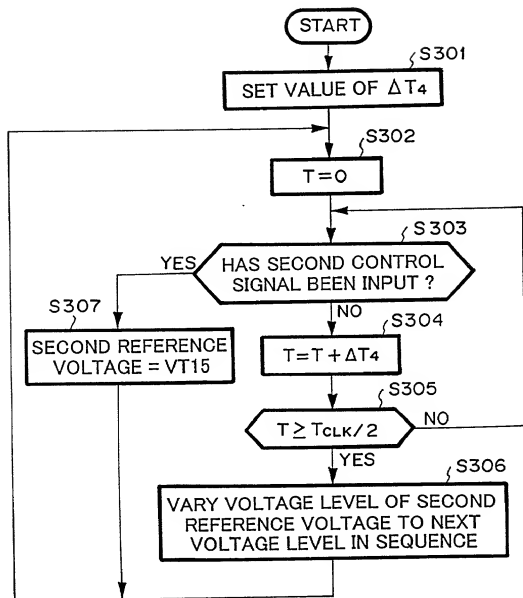 START
S301
SET VALUE OF ΔT4
S302
T=0
S303
HAS SECOND CONTROL
SIGNAL BEEN INPUT ?
YES
NO
S307
SECOND REFERENCE
VOLTAGE = VT15
S304
T=T+ΔT4
S305
T≥TCLK/2
NO
YES
S306
VARY VOLTAGE LEVEL OF SECOND
REFERENCE VOLTAGE TO NEXT
VOLTAGE LEVEL IN SEQUENCE